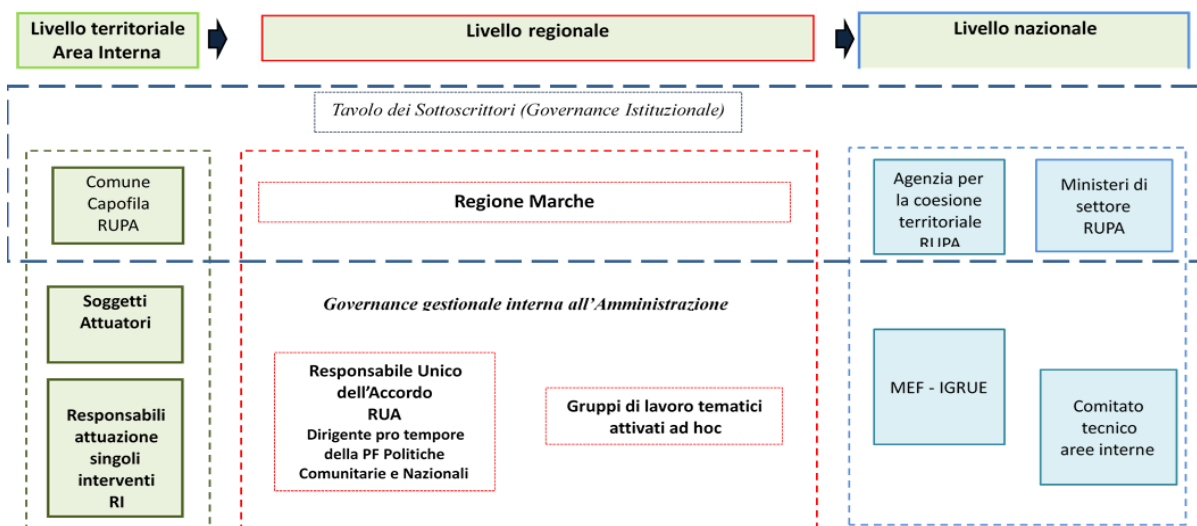 Livello territoriale
Area Interna
Livello regionale
Livello nazionale
Tavolo dei Sottoscrittori (Governance Istituzionale)
Comune
Capofila
RUPA
Regione Marche
Agenzia per
la coesione
territoriale
RUPA
Ministeri di
settore
RUPA
Soggetti
Attuatori
Governance gestionale interna all’Amministrazione
Responsabili
attuazione
singoli
interventi
RI
Responsabile Unico
dell’Accordo
RUA
Dirigente pro tempore
della PF Politiche
Comunitarie e Nazionali
Gruppi di lavoro tematici
attivati ad hoc
MEF - IGRUE
Comitato
tecnico
aree interne